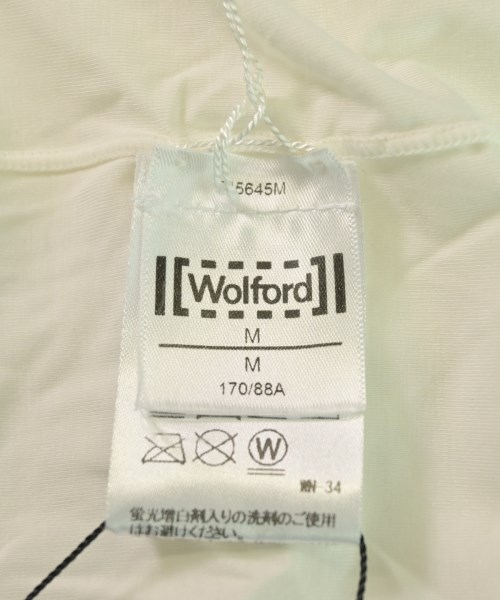 5645M
Wolford
M
M
170/88A
W
WN-34
蛍光増白剤入りの洗剤のご使用
はお避けください。